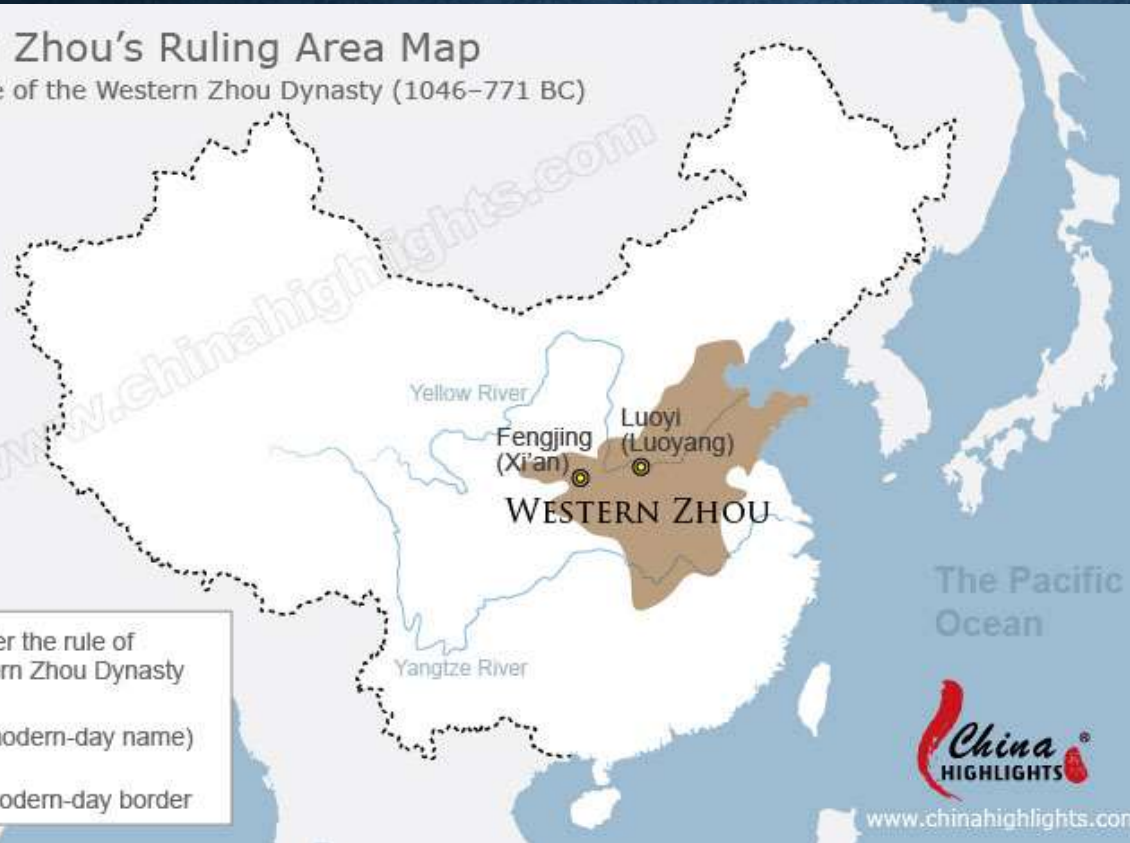 Zhou's Ruling Area Map
e of the Western Zhou Dynasty (1046–771 BC)
www.chinahighlights.com
Yellow River
Luoyi
(Luoyang)
Fengjing
(Xi'an)
WESTERN ZHOU
The Pacific
Ocean
er the rule of
rn Zhou Dynasty
Yangtze River
modern-day name)
modern-day border
China®
HIGHLIGHTS
www.chinahighlights.com